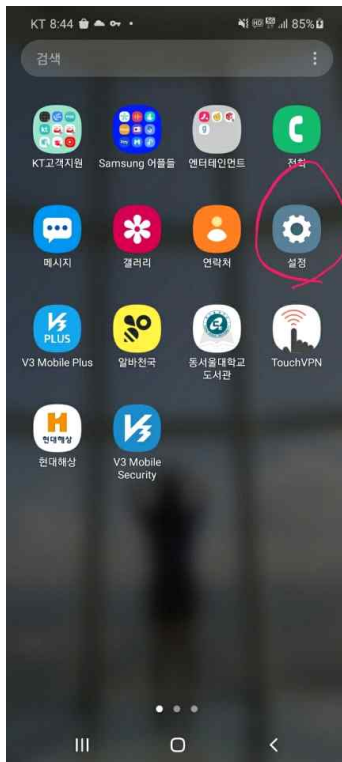 KT 8:44
85%
검색
KT고객지원 Samsung 어플들 엔터테인먼트 전화
메시지 갤러리 연락처 설정
V3
PLUS
V3 Mobile Plus 알바천국 동서울대학교
도서관 TouchVPN
현대해상
현대해상 V3 Mobile
Security